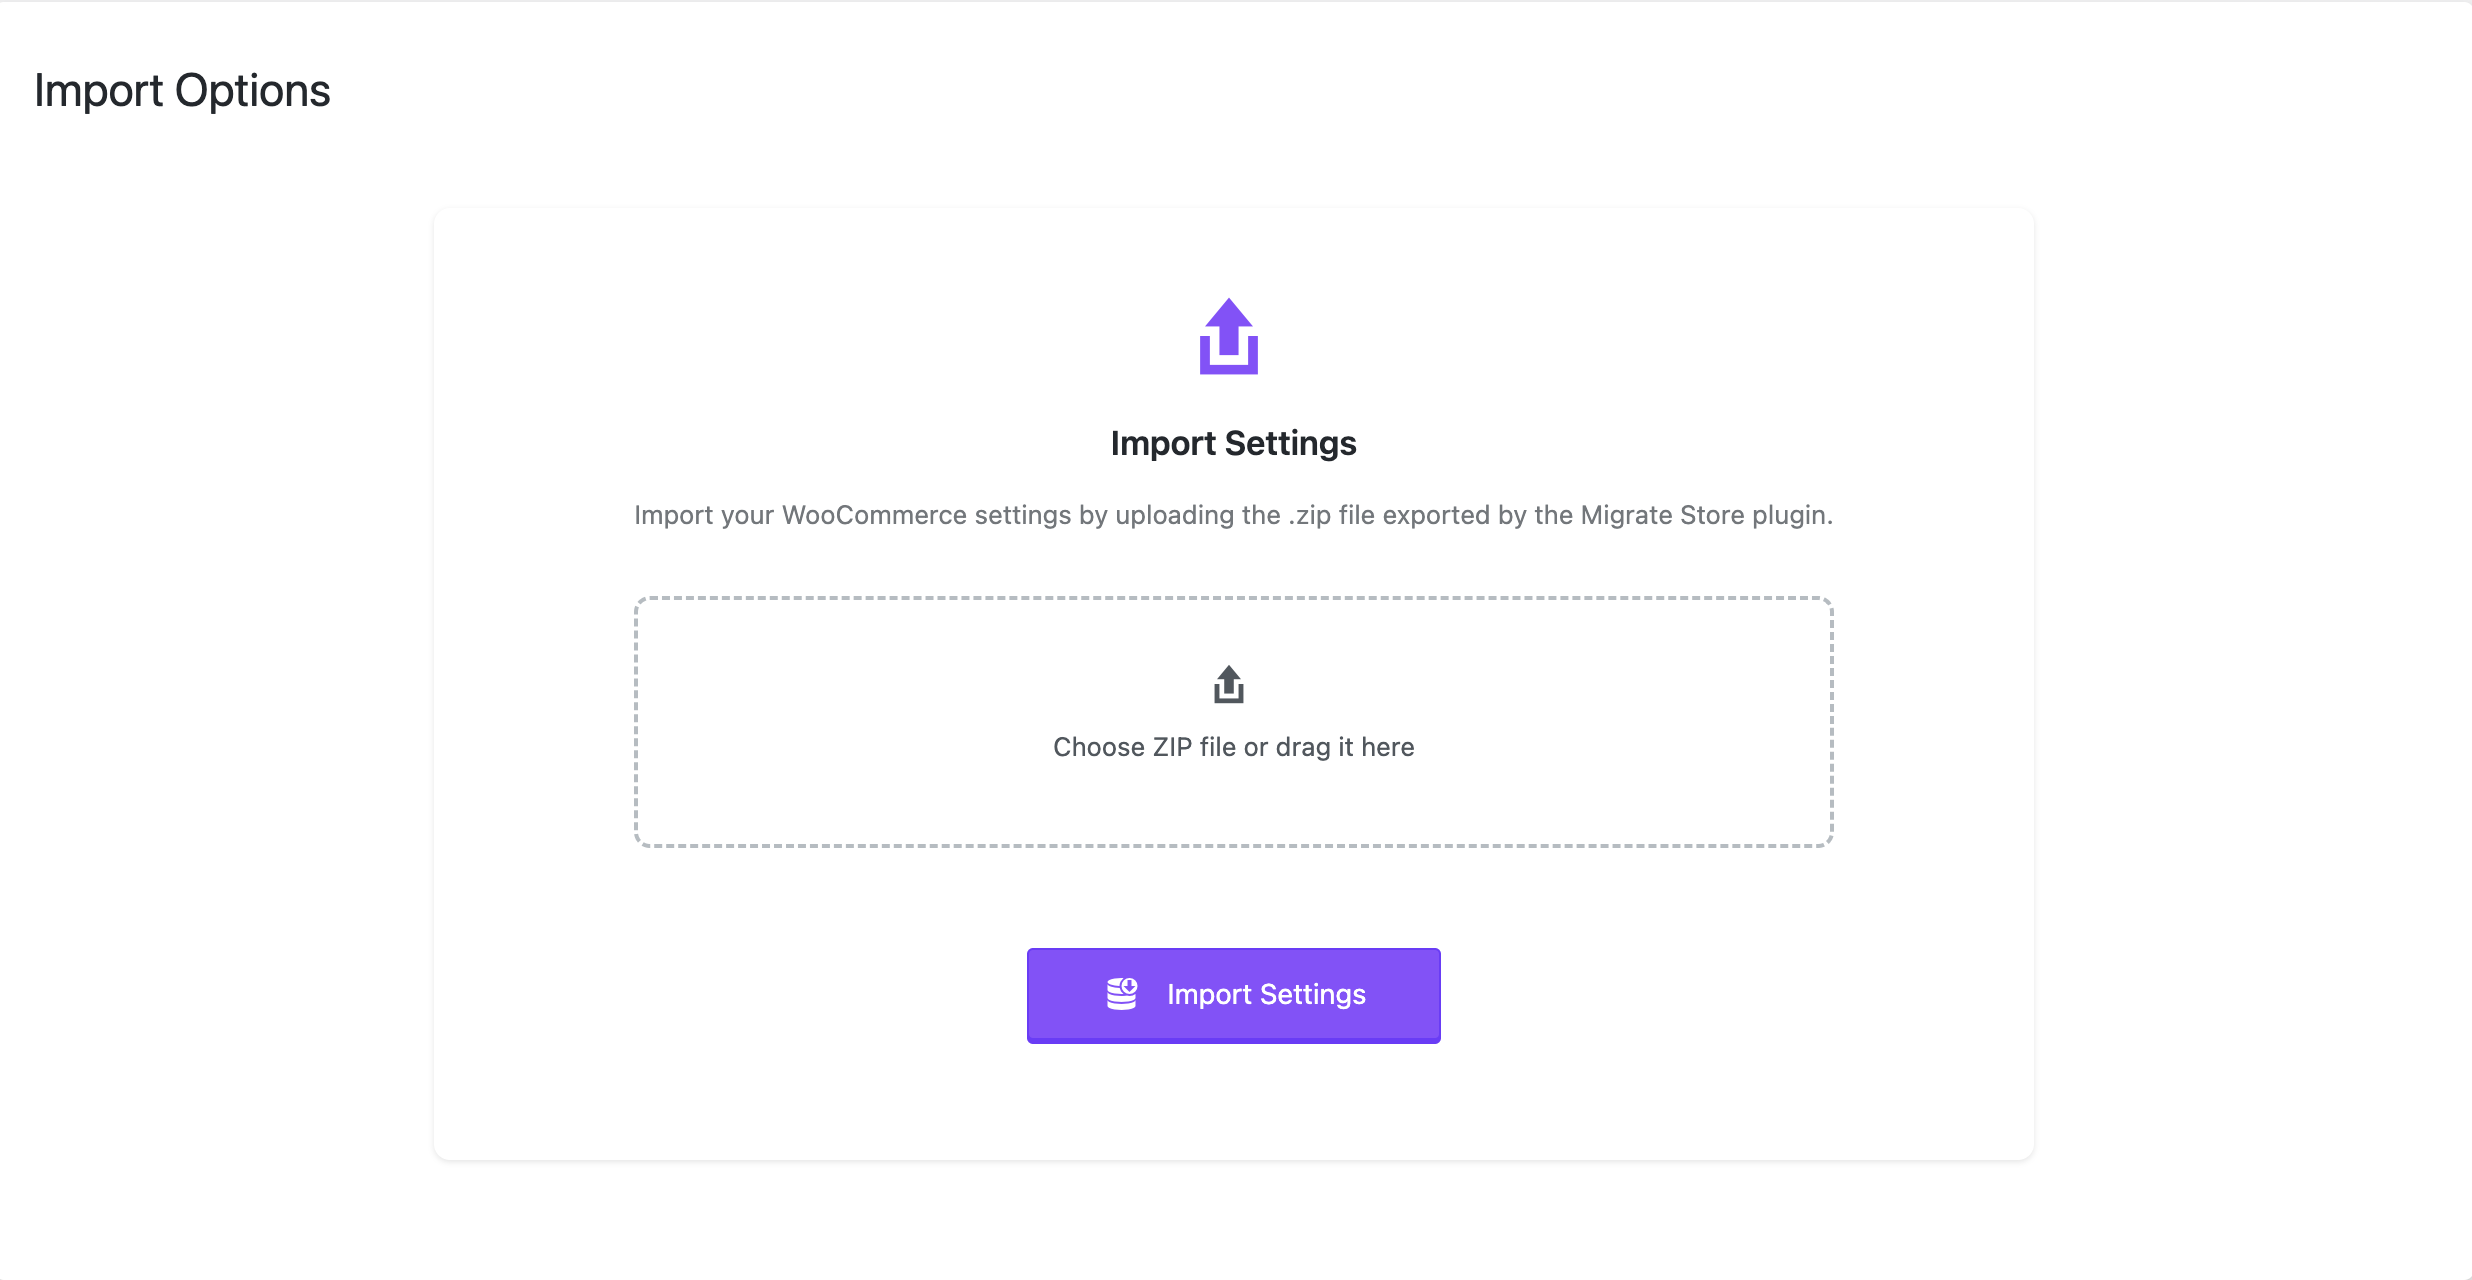 Import Options
Import Settings
Import your WooCommerce settings by uploading the .zip file exported by the Migrate Store plugin.
Choose ZIP file or drag it here
Import Settings